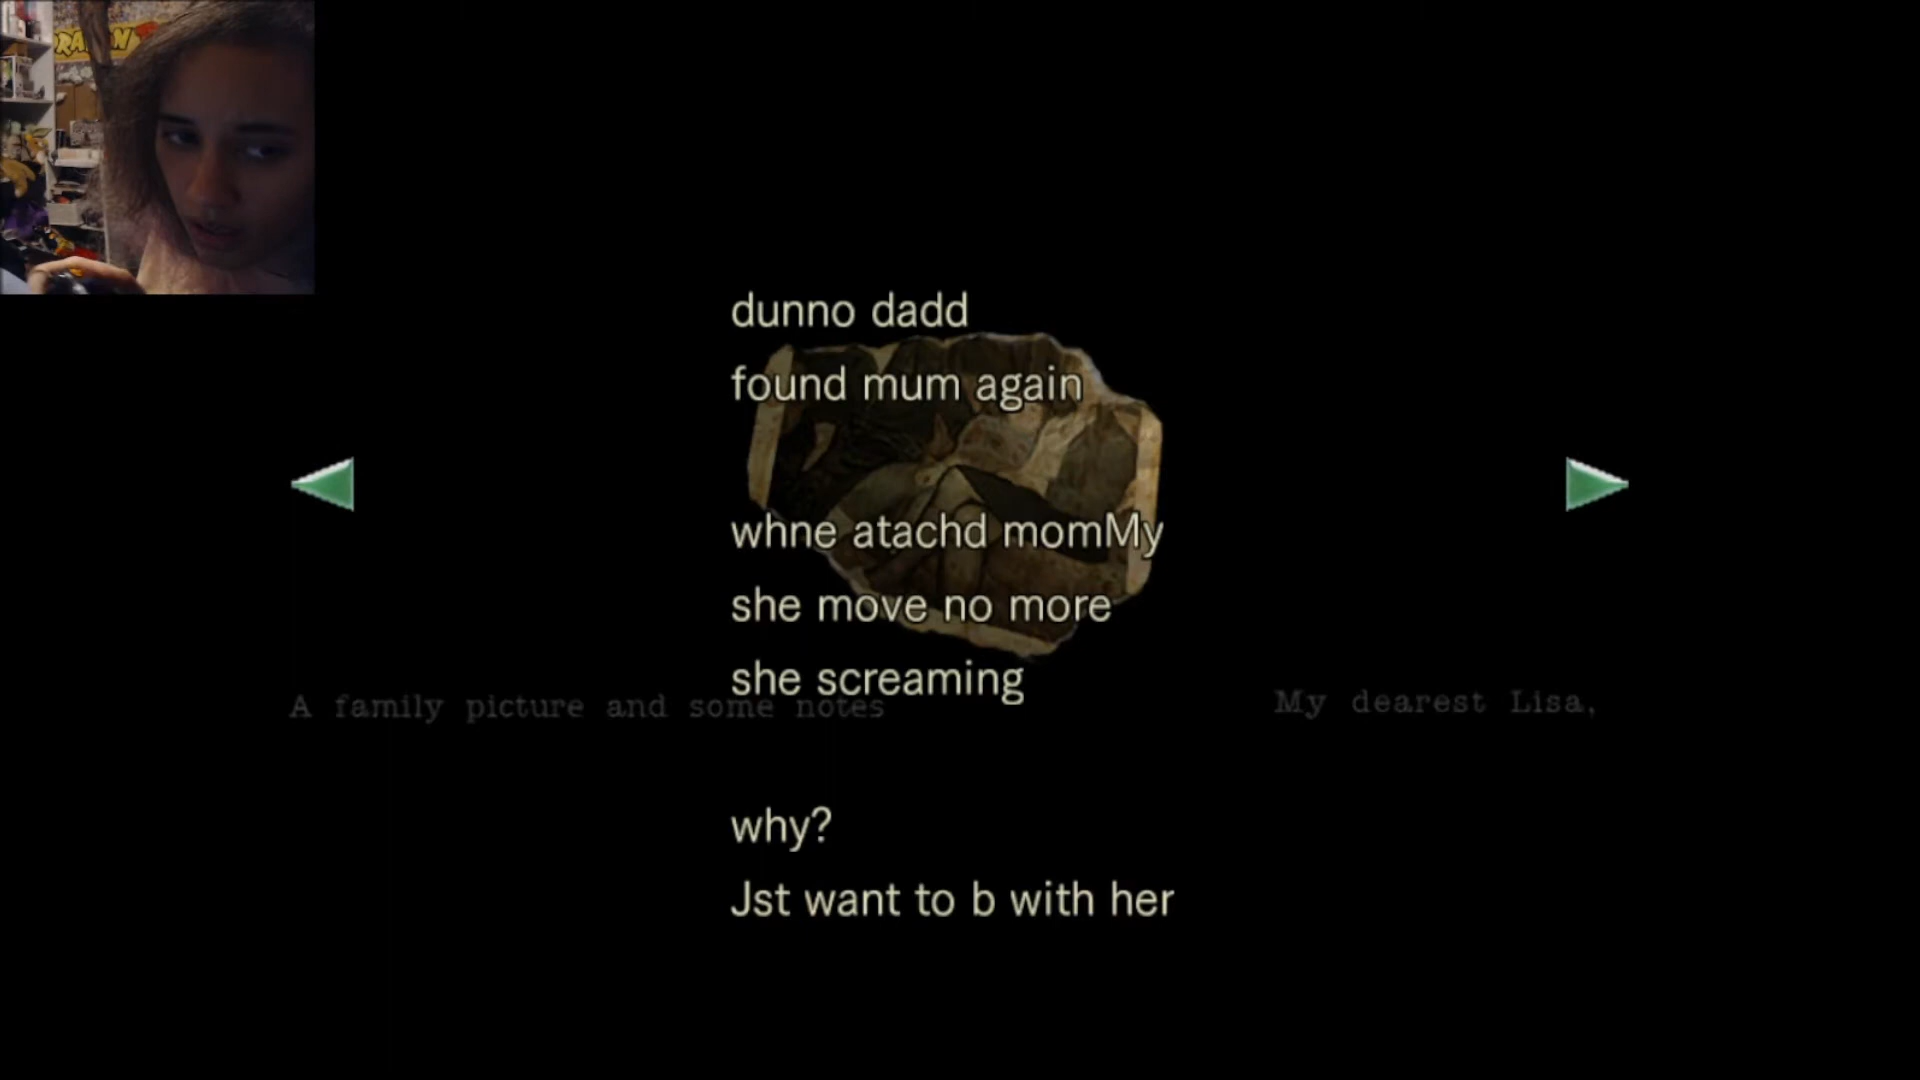 DRAGON
dunno dadd
found mum again
whne atachd momMy
she move no more
she screaming
A family picture and some notes
My dearest Lisa,
why?
Jst want to b with her